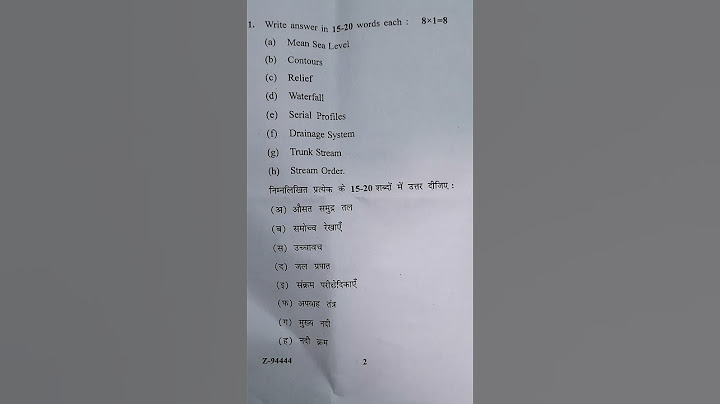 1. Write answer in 15-20 words each : 8×1=8
(a) Mean Sea Level
(b) Contours
(c) Relief
(d) Waterfall
(e) Serial Profiles
(f) Drainage System
(g) Trunk Stream
(h) Stream Order.
निम्नलिखित प्रत्येक के 15-20 शब्दों में उत्तर दीजिए :
(अ) औसत समुद्र तल
(ब) समोच्च रेखाएँ
(स) उच्चावच
(द) जल प्रपात
(इ) संक्रम परिच्छेदिकाएँ
(फ) अपवाह तंत्र
(ग) मुख्य नदी
(ह) नदी क्रम
Z-94444 2